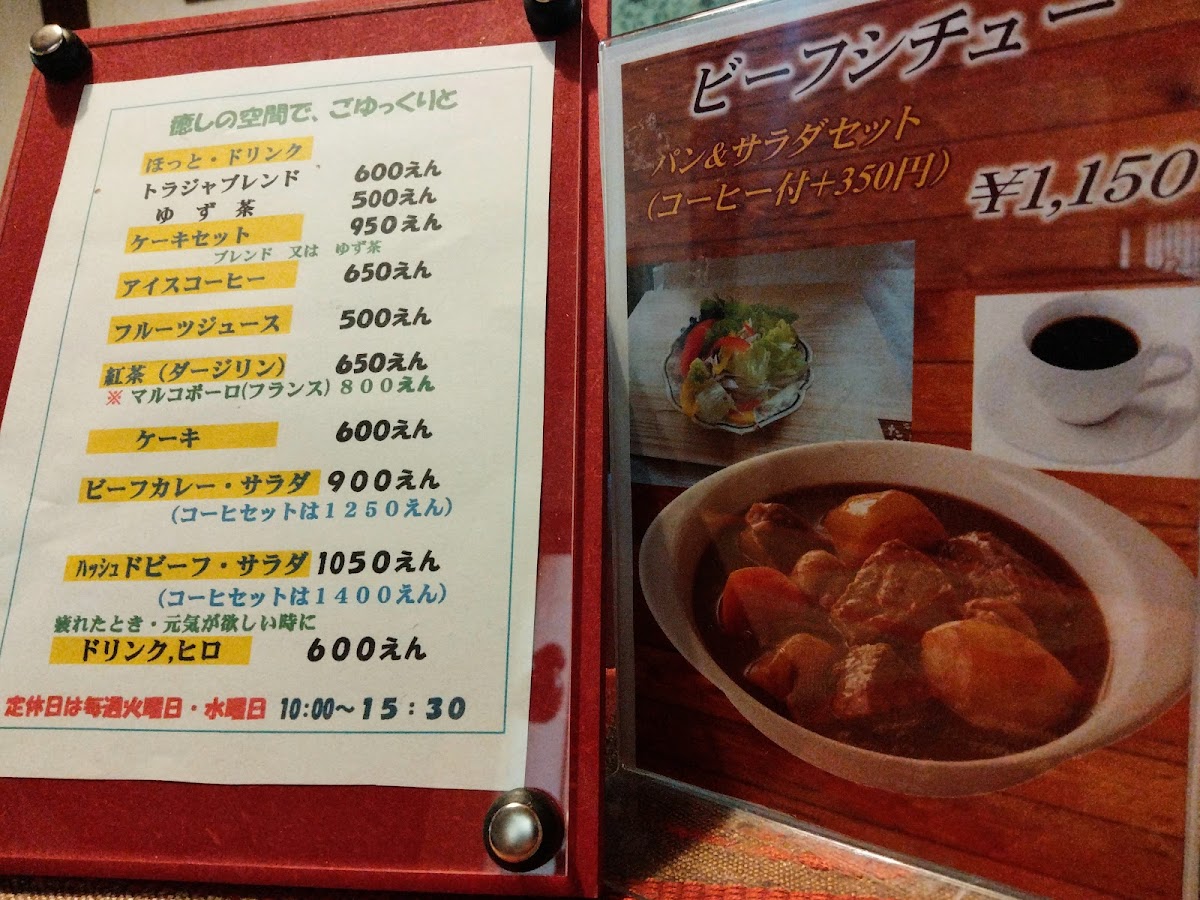 癒しの空間で、ごゆっくりと
ほっと・ドリンク
トラジャブレンド 600えん
ゆず茶 500えん
ケーキセット 950えん
ブレンド 又は ゆず茶
アイスコーヒー 650えん
フルーツジュース 500えん
紅茶(ダージリン) 650えん
※ マルコポーロ(フランス) 800えん
ケーキ 600えん
ビーフカレー・サラダ 900えん
(コーヒセットは1250えん)
ハッシュドビーフ・サラダ 1050えん
(コーヒセットは1400えん)
疲れたとき・元気が欲しい時に
ドリンク,ヒロ 600えん
定休日は毎週火曜日・水曜日 10:00～15:30
ビーフシチュー
パン&サラダセット
(コーヒー付+350円)
¥1,150